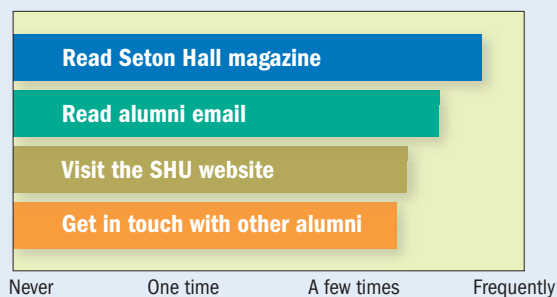 Read Seton Hall magazine
Read alumni email
Visit the SHU website
Get in touch with other alumni
Never One time A few times Frequently